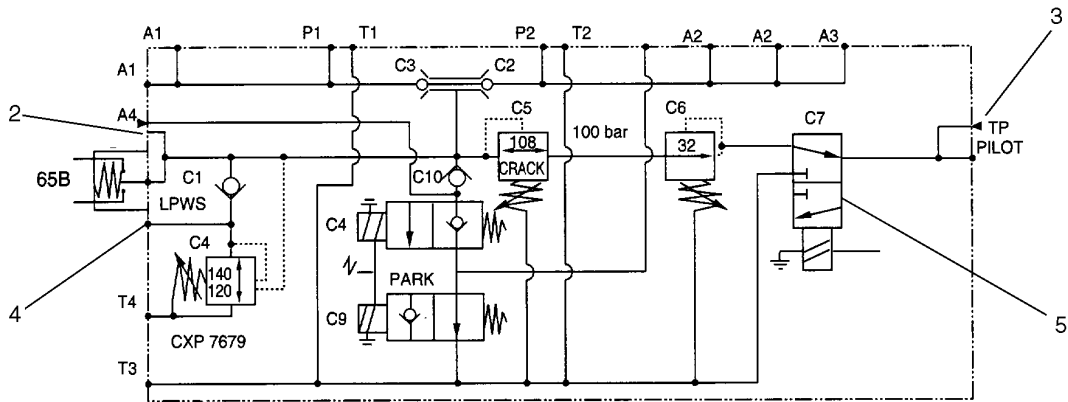 A1 P1 T1 P2 T2 A2 A2 A3
3
A1 C3 C2
2 A4 C5 C6 C7
TP
PILOT
108
CRACK
100 bar
32
65B C1 C10
LPWS
C4 C4
140
120
4 T4
PARK
C9
5
CXP 7679
T3